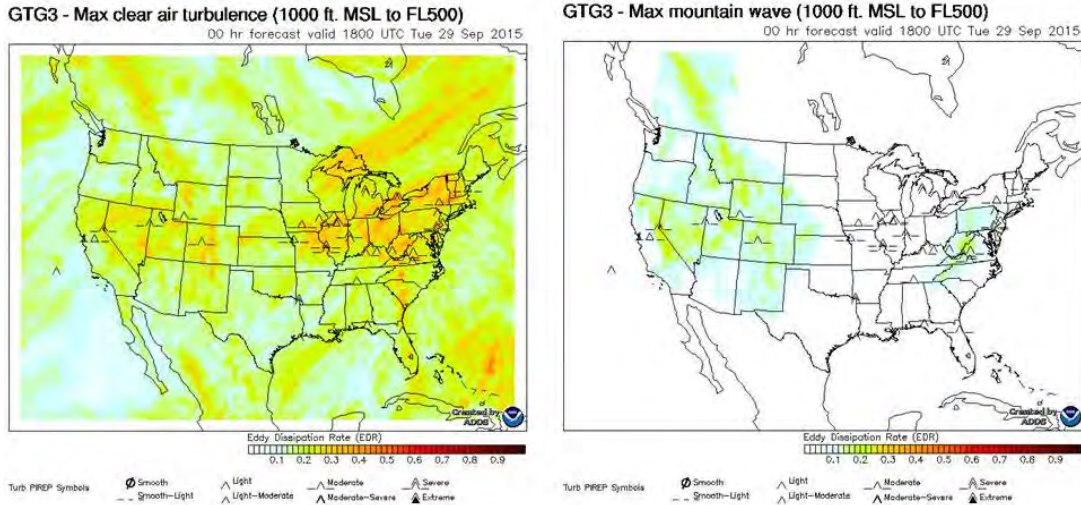 GTG3 - Max clear air turbulence (1000 ft. MSL to FL500)
00 hr forecast valid 1800 UTC Tue 29 Sep 2015
Created by
ADDS
Eddy Dissipation Rate (EDR)
0.1 0.2 0.3 0.4 0.5 0.6 0.7 0.8 0.9
Turb PIREP Symbols
Smooth Light Moderate Severe
Smooth-Light Light-Moderate Moderate-Severe Extreme
GTG3 - Max mountain wave (1000 ft. MSL to FL500)
00 hr forecast valid 1800 UTC Tue 29 Sep 2015
Created by
ADDS
Eddy Dissipation Rate (EDR)
0.1 0.2 0.3 0.4 0.5 0.6 0.7 0.8 0.9
Turb PIREP Symbols
Smooth Light Moderate Severe
Smooth-Light Light-Moderate Moderate-Severe Extreme